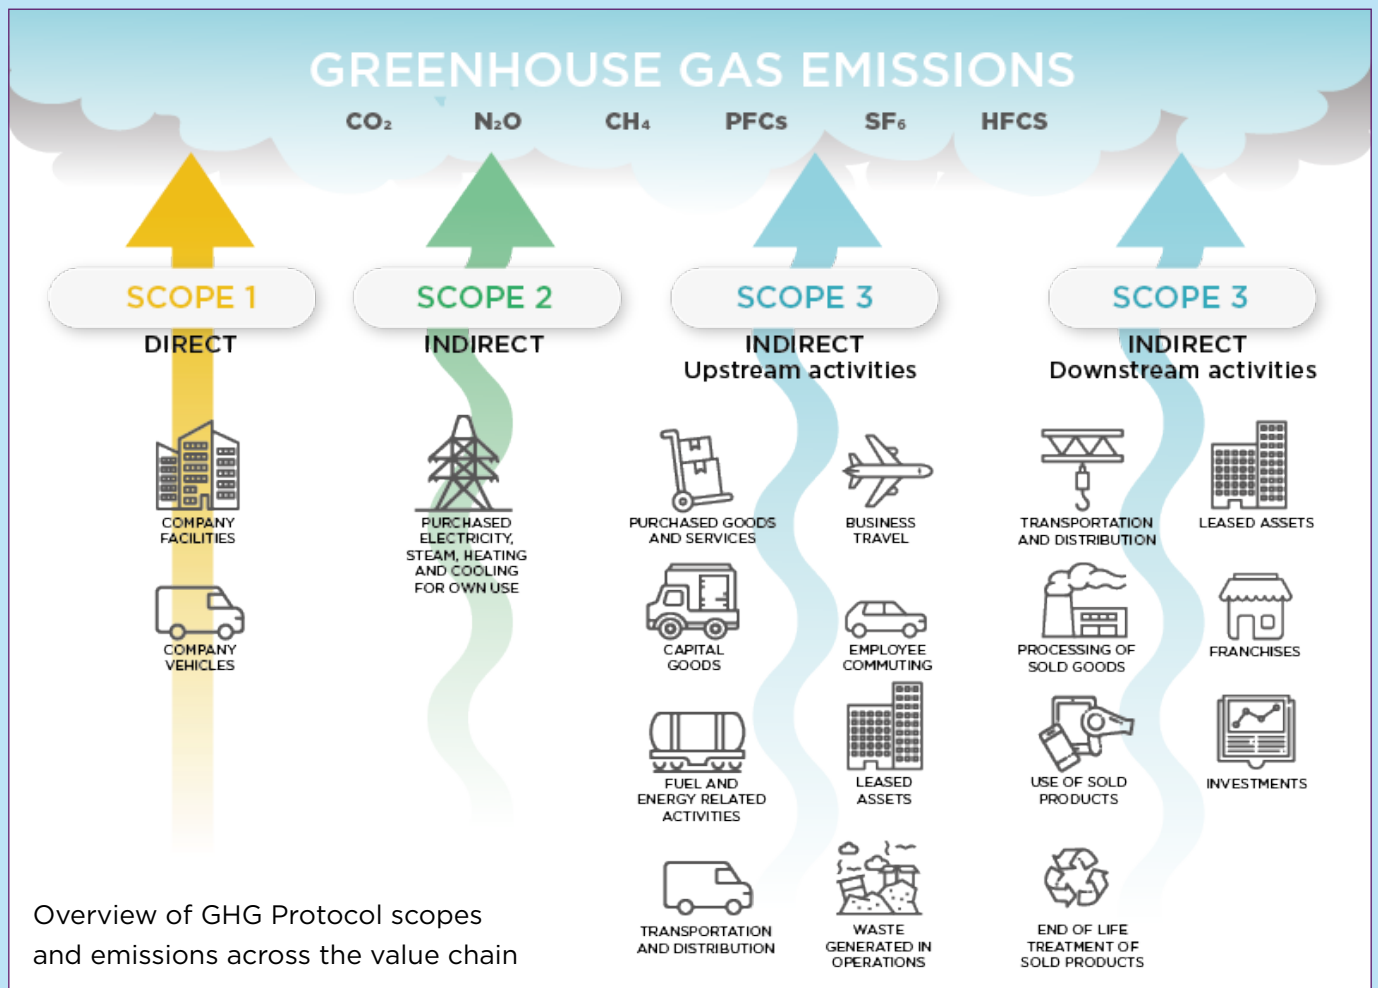 GREENHOUSE GAS EMISSIONS
CO₂ N₂O CH₄ PFCs SF₆ HFCS
SCOPE 1
DIRECT
COMPANY
FACILITIES
COMPANY
VEHICLES
SCOPE 2
INDIRECT
PURCHASED
ELECTRICITY,
STEAM, HEATING
AND COOLING
FOR OWN USE
SCOPE 3
INDIRECT
Upstream activities
PURCHASED GOODS
AND SERVICES
BUSINESS
TRAVEL
CAPITAL
GOODS
EMPLOYEE
COMMUTING
FUEL AND
ENERGY RELATED
ACTIVITIES
LEASED
ASSETS
TRANSPORTATION
AND DISTRIBUTION
WASTE
GENERATED IN
OPERATIONS
SCOPE 3
INDIRECT
Downstream activities
TRANSPORTATION
AND DISTRIBUTION
LEASED ASSETS
PROCESSING OF
SOLD GOODS
FRANCHISES
USE OF SOLD
PRODUCTS
INVESTMENTS
END OF LIFE
TREATMENT OF
SOLD PRODUCTS
Overview of GHG Protocol scopes
and emissions across the value chain